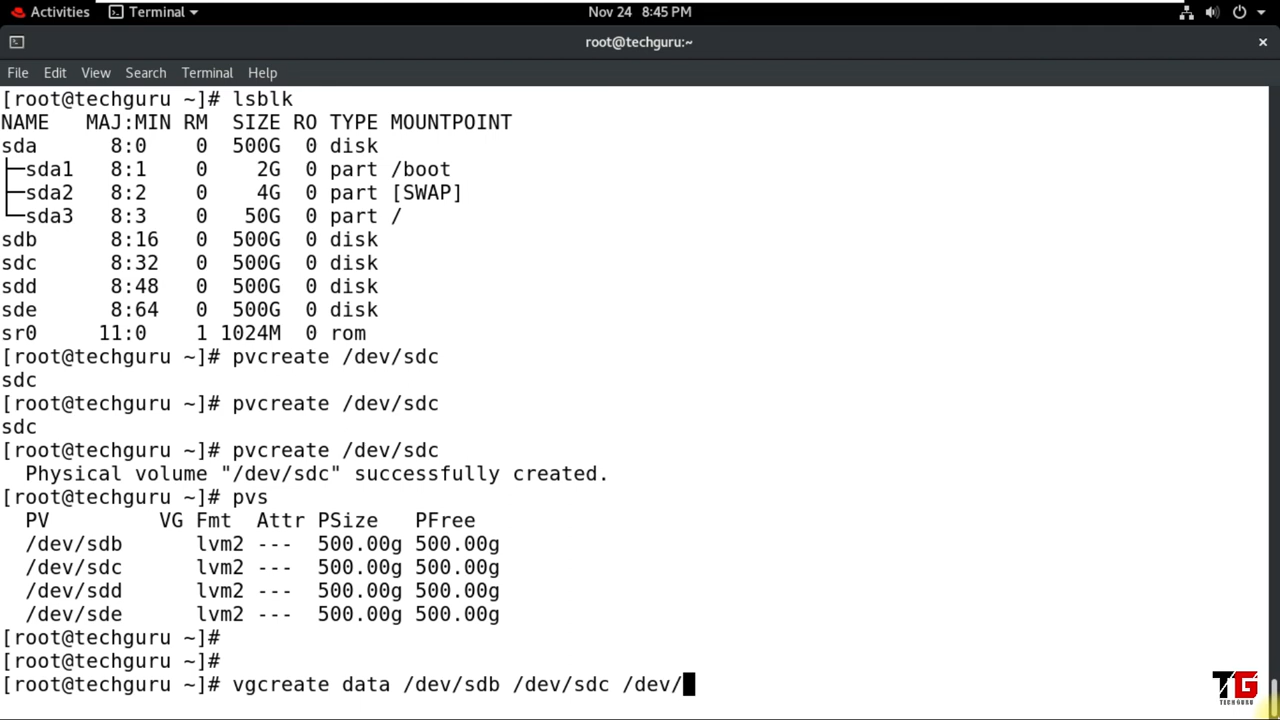 Activities Terminal Nov 24 8:45 PM
root@techguru:~
File Edit View Search Terminal Help
[root@techguru ~]# lsblk
NAME   MAJ:MIN RM   SIZE RO TYPE MOUNTPOINT
sda      8:0    0   500G  0 disk
├─sda1   8:1    0     2G  0 part /boot
├─sda2   8:2    0     4G  0 part [SWAP]
└─sda3   8:3    0    50G  0 part /
sdb      8:16   0   500G  0 disk
sdc      8:32   0   500G  0 disk
sdd      8:48   0   500G  0 disk
sde      8:64   0   500G  0 disk
sr0     11:0    1  1024M  0 rom
[root@techguru ~]# pvcreate /dev/sdc
sdc
[root@techguru ~]# pvcreate /dev/sdc
sdc
[root@techguru ~]# pvcreate /dev/sdc
  Physical volume "/dev/sdc" successfully created.
[root@techguru ~]# pvs
  PV         VG Fmt  Attr PSize   PFree
  /dev/sdb      lvm2 ---  500.00g 500.00g
  /dev/sdc      lvm2 ---  500.00g 500.00g
  /dev/sdd      lvm2 ---  500.00g 500.00g
  /dev/sde      lvm2 ---  500.00g 500.00g
[root@techguru ~]#
[root@techguru ~]#
[root@techguru ~]# vgcreate data /dev/sdb /dev/sdc /dev/
TG
TECHGURU